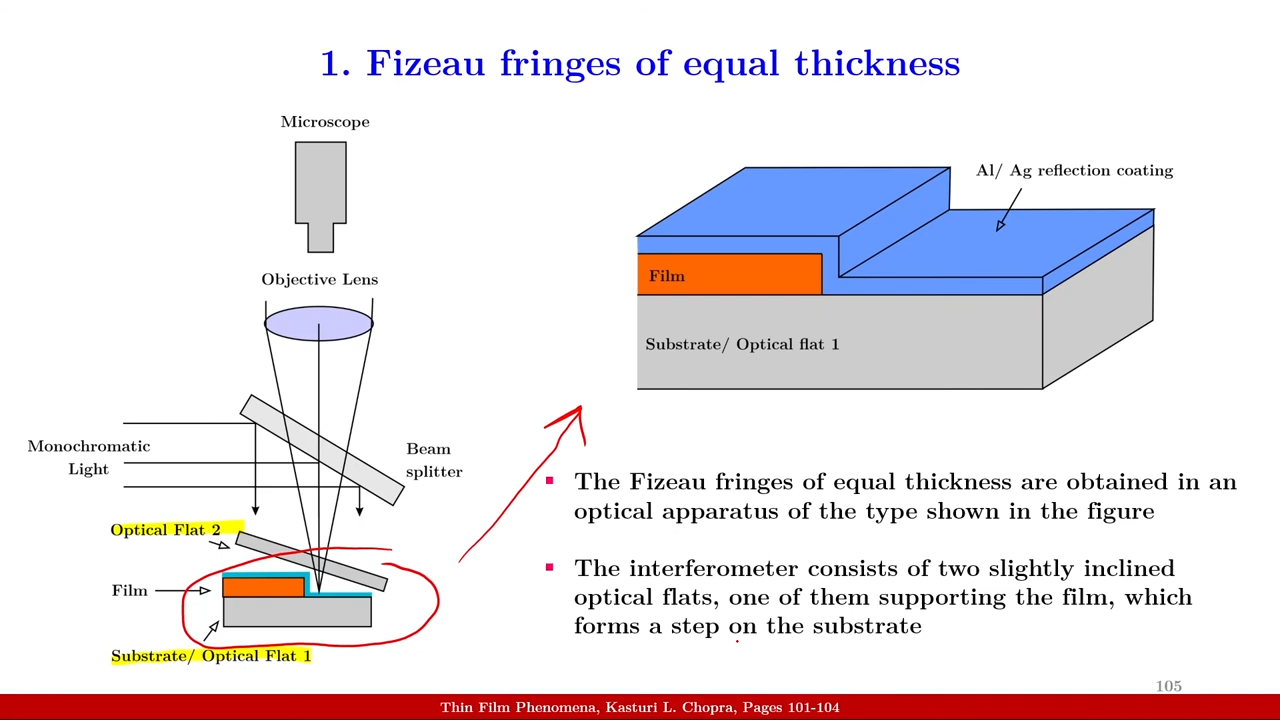 1. Fizeau fringes of equal thickness
Microscope
Objective Lens
Monochromatic
Light
Beam
splitter
Optical Flat 2
Film
Substrate/ Optical Flat 1
Al/ Ag reflection coating
Film
Substrate/ Optical flat 1
▪ The Fizeau fringes of equal thickness are obtained in an
optical apparatus of the type shown in the figure
▪ The interferometer consists of two slightly inclined
optical flats, one of them supporting the film, which
forms a step on the substrate
105
Thin Film Phenomena, Kasturi L. Chopra, Pages 101-104